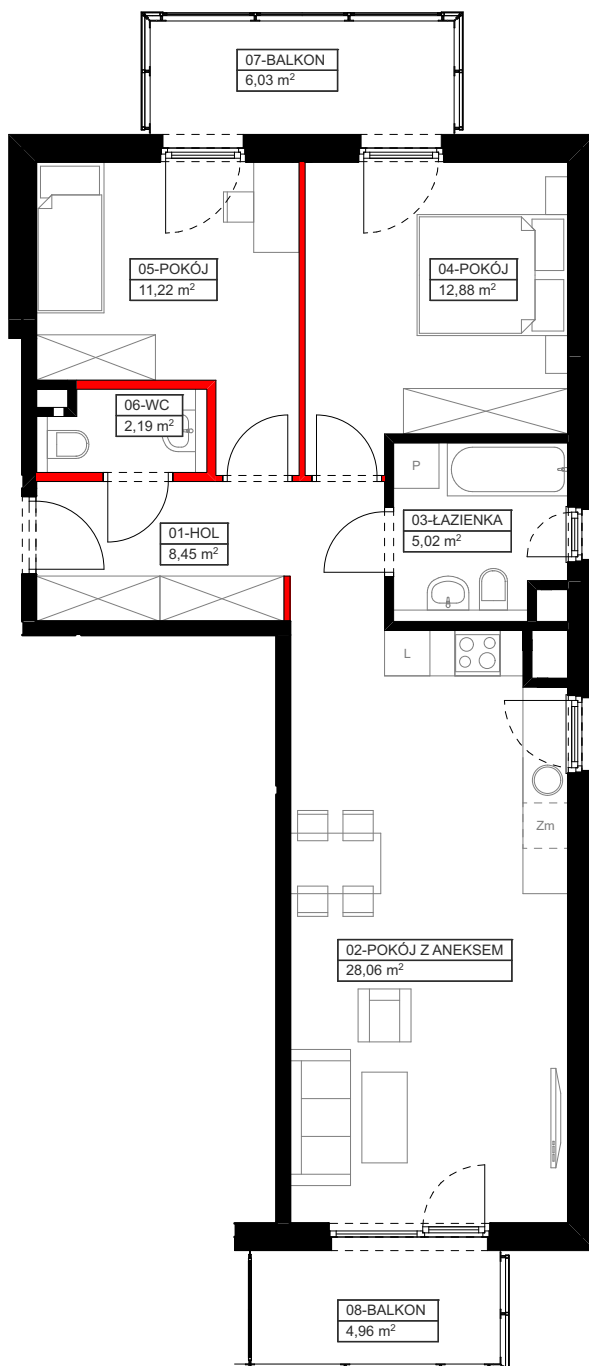 07-BALKON
6,03 m²
05-POKÓJ
11,22 m²
04-POKÓJ
12,88 m²
06-WC
2,19 m²
P
03-ŁAZIENKA
5,02 m²
01-HOL
8,45 m²
L
Zm
02-POKÓJ Z ANEKSEM
28,06 m²
08-BALKON
4,96 m²